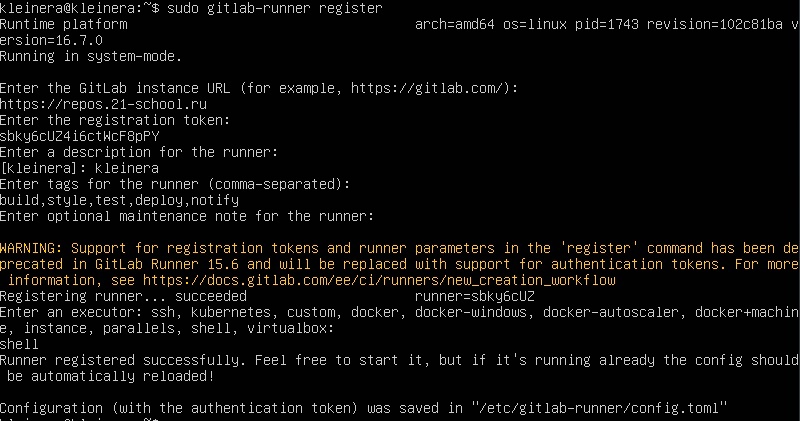 kleinera@kleinera:~$ sudo gitlab-runner register
Runtime platform                                    arch=amd64 os=linux pid=1743 revision=102c81ba v
ersion=16.7.0
Running in system-mode.

Enter the GitLab instance URL (for example, https://gitlab.com/):
https://repos.21-school.ru
Enter the registration token:
sbky6cUZ4i6ctWcF8pPY
Enter a description for the runner:
[kleinera]: kleinera
Enter tags for the runner (comma-separated):
build,style,test,deploy,notify
Enter optional maintenance note for the runner:

WARNING: Support for registration tokens and runner parameters in the 'register' command has been de
precated in GitLab Runner 15.6 and will be replaced with support for authentication tokens. For more
 information, see https://docs.gitlab.com/ee/ci/runners/new_creation_workflow
Registering runner... succeeded                     runner=sbky6cUZ
Enter an executor: ssh, kubernetes, custom, docker, docker-windows, docker-autoscaler, docker+machin
e, instance, parallels, shell, virtualbox:
shell
Runner registered successfully. Feel free to start it, but if it's running already the config should
 be automatically reloaded!

Configuration (with the authentication token) was saved in "/etc/gitlab-runner/config.toml"
kleinera@kleinera:~$